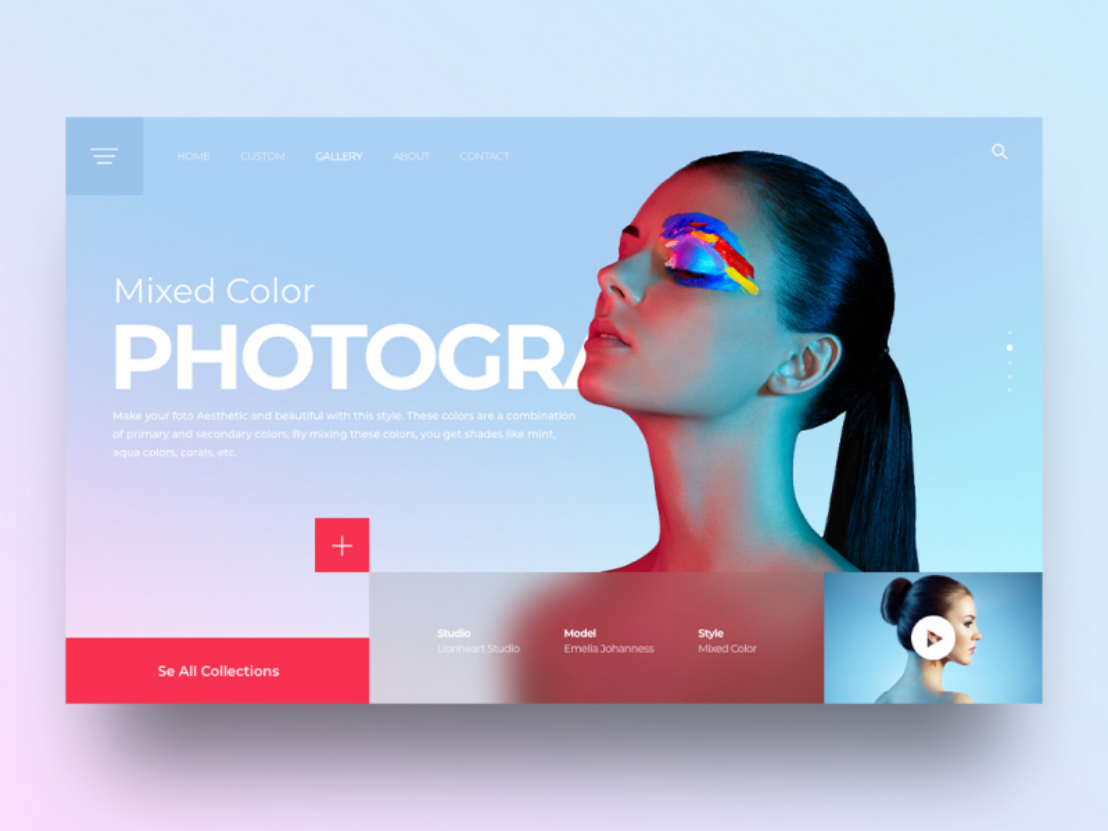 HOME CUSTOM GALLERY ABOUT CONTACT
Mixed Color
PHOTOGRA
Make your foto Aesthetic and beautiful with this style. These colors are a combination
of primary and secondary colors. By mixing these colors, you get shades like mint,
aqua colors, corals, etc.
Studio Model Style
Lionheart Studio Emelia Johanness Mixed Color
Se All Collections